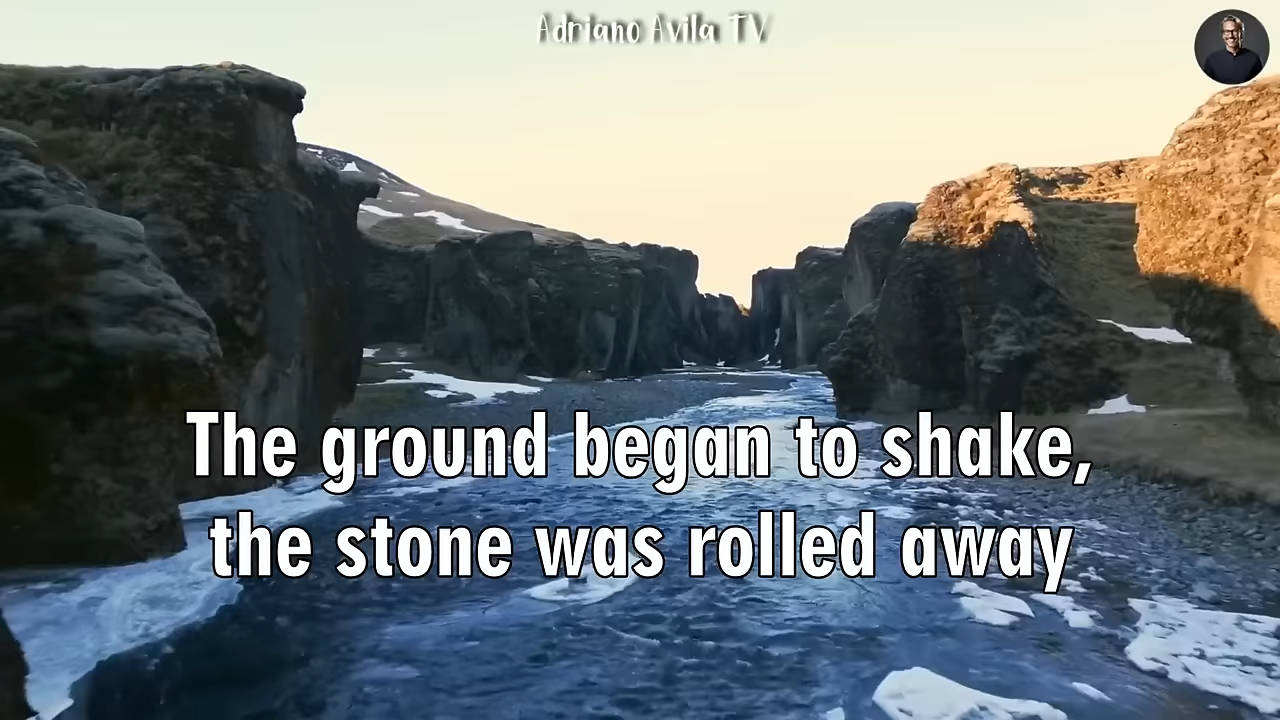 Adriano Avila TV
The ground began to shake,
the stone was rolled away